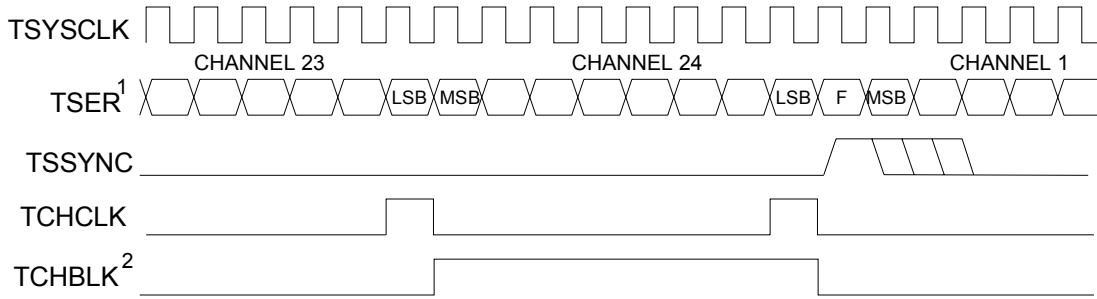 TSYSCLK
CHANNEL 23 CHANNEL 24 CHANNEL 1
TSER1 LSB MSB LSB F MSB
TSSYNC
TCHCLK
TCHBLK2